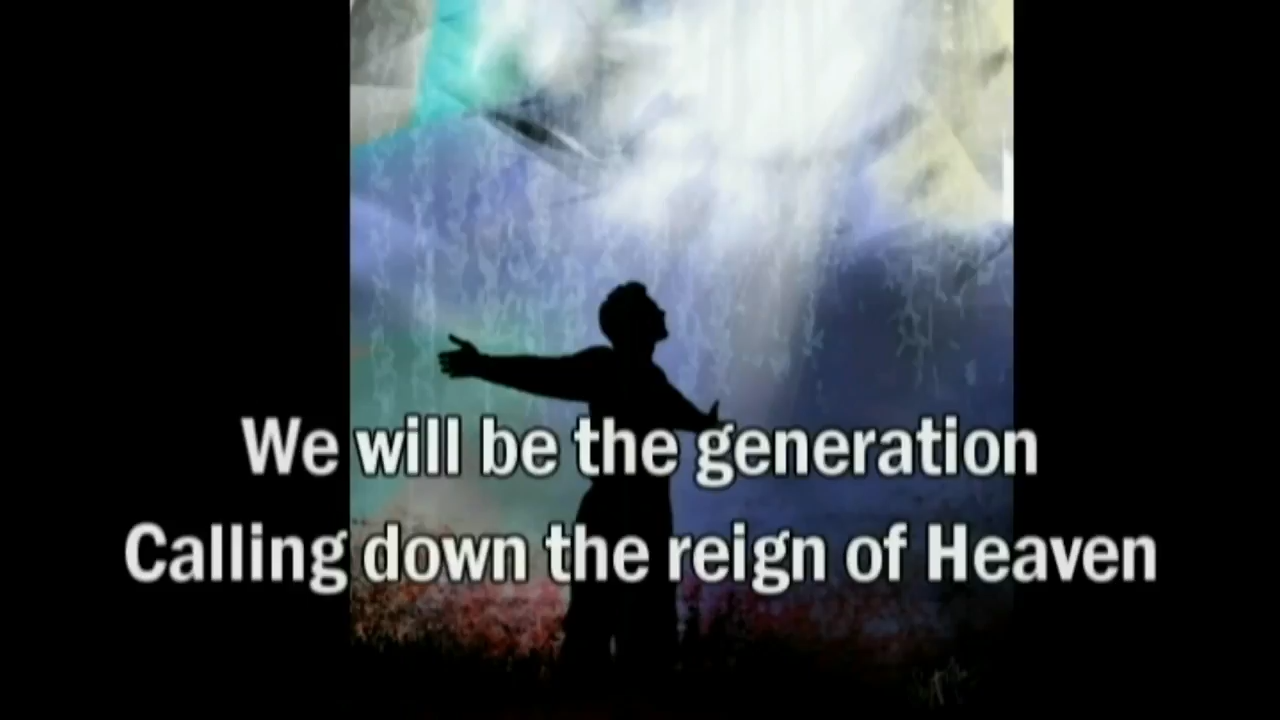 We will be the generation
Calling down the reign of Heaven